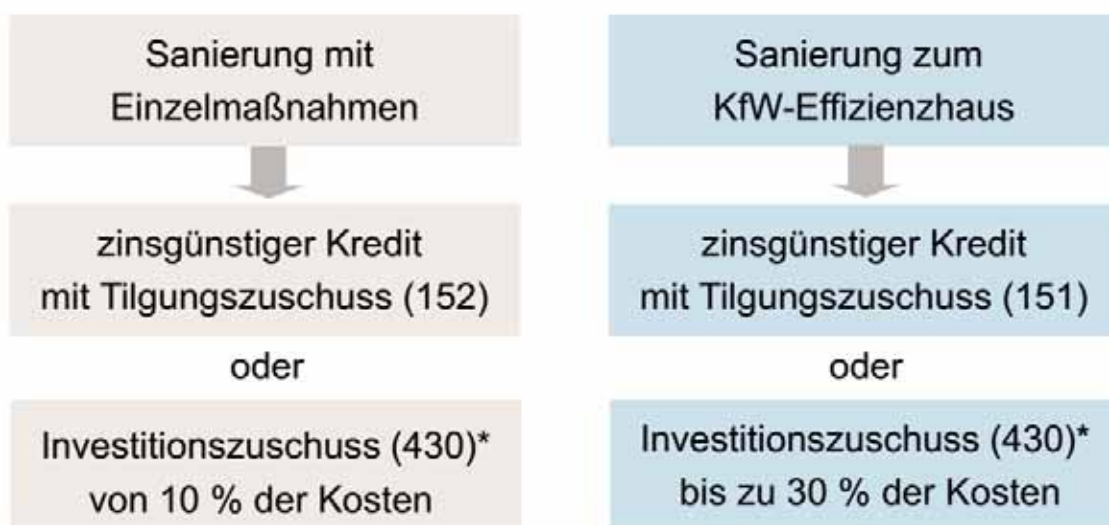 Sanierung mit
Einzelmaßnahmen
zinsgünstiger Kredit
mit Tilgungszuschuss (152)
oder
Investitionszuschuss (430)*
von 10 % der Kosten
Sanierung zum
KfW-Effizienzhaus
zinsgünstiger Kredit
mit Tilgungszuschuss (151)
oder
Investitionszuschuss (430)*
bis zu 30 % der Kosten